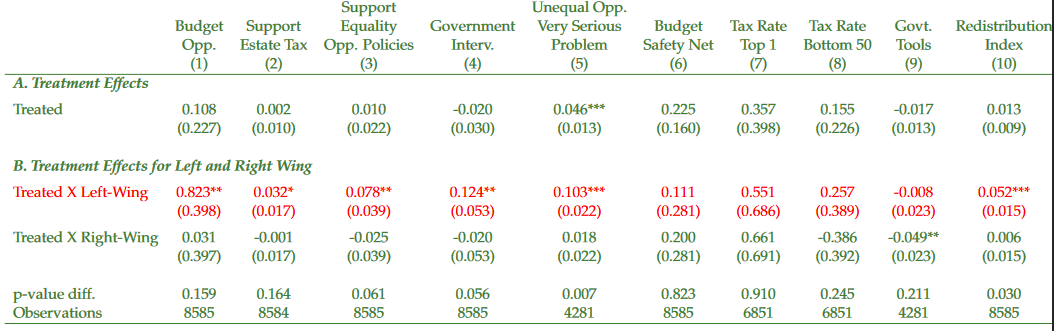 Support Unequal Opp.
Budget Support Equality Government Very Serious Budget Tax Rate Tax Rate Govt. Redistribution
Opp. Estate Tax Opp. Policies Interv. Problem Safety Net Top 1 Bottom 50 Tools Index
(1) (2) (3) (4) (5) (6) (7) (8) (9) (10)
A. Treatment Effects
Treated 0.108 0.002 0.010 -0.020 0.046*** 0.225 0.357 0.155 -0.017 0.013
(0.227) (0.010) (0.022) (0.030) (0.013) (0.160) (0.398) (0.226) (0.013) (0.009)
B. Treatment Effects for Left and Right Wing
Treated X Left-Wing 0.823** 0.032* 0.078** 0.124** 0.103*** 0.111 0.551 0.257 -0.008 0.052***
(0.398) (0.017) (0.039) (0.053) (0.022) (0.281) (0.686) (0.389) (0.023) (0.015)
Treated X Right-Wing 0.031 -0.001 -0.025 -0.020 0.018 0.200 0.661 -0.386 -0.049** 0.006
(0.397) (0.017) (0.039) (0.053) (0.022) (0.281) (0.691) (0.392) (0.023) (0.015)
p-value diff. 0.159 0.164 0.061 0.056 0.007 0.823 0.910 0.245 0.211 0.030
Observations 8585 8584 8585 8585 4281 8585 6851 6851 4281 8585